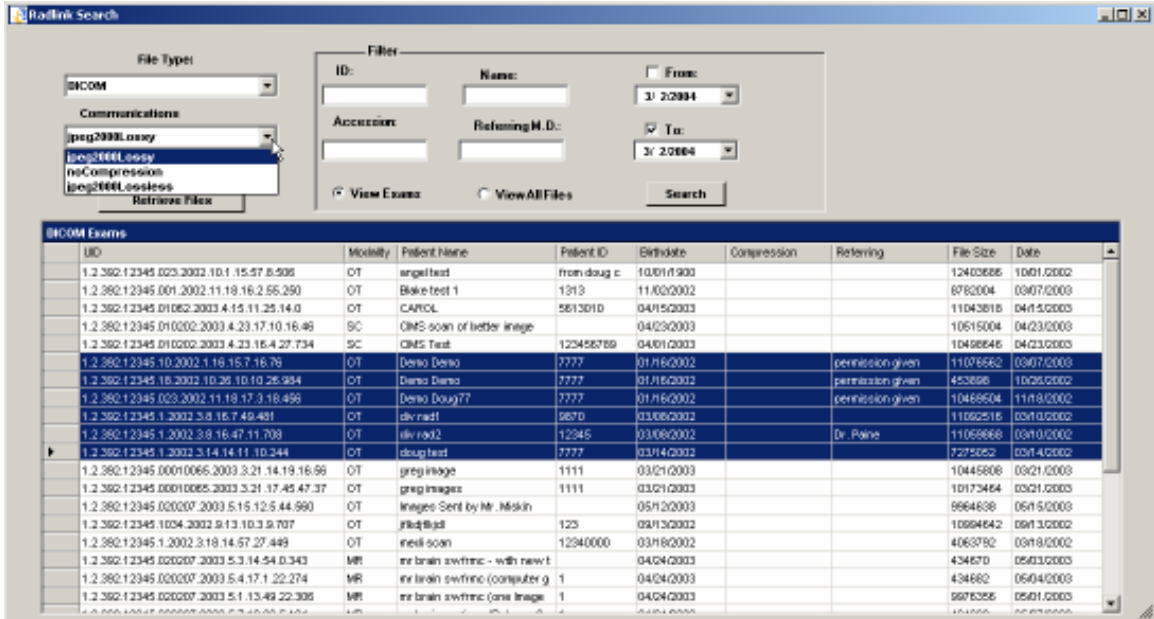 Radlink Search
Filter
File Type:
DICOM
Communications
jpeg2000Lossy
jpeg2000Lossy
noCompression
jpeg2000Lossless
Retrieve Files
ID: Name: From:
3/ 2/2004
Accession: Referring M.D.: To:
3/ 2/2004
View Exams View All Files Search
DICOM Exams
UID Modality Patient Name Patient ID Birthdate Compression Referring File Size Date
1.2.392.12345.023.2002.10.1.15.57.8.506 OT angel test from doug c 10/01/1900 12403686 10/01/2002
1.2.392.12345.001.2002.11.18.16.2.55.250 OT Blake test 1 1313 11/02/2002 8782004 03/07/2003
1.2.392.12345.01062.2003.4.15.11.25.14.0 OT CAROL 5613010 04/15/2003 11043818 04/15/2003
1.2.392.12345.010202.2003.4.23.17.10.16.46 SC CIMS scan of better image 04/23/2003 10515004 04/23/2003
1.2.392.12345.010202.2003.4.23.16.4.27.734 SC CIMS Test 123456789 04/01/2003 10498646 04/23/2003
1.2.392.12345.10.2002.1.16.15.7.16.76 OT Demo Demo 7777 01/16/2002 permission given 11076562 03/07/2002
1.2.392.12345.18.2002.10.26.10.10.26.984 OT Demo Demo 7777 01/16/2002 permission given 453898 10/26/2002
1.2.392.12345.023.2002.11.18.17.3.18.456 OT Demo Doug77 7777 01/16/2002 permission given 10469504 11/18/2002
1.2.392.12345.1.2002.3.8.16.7.49.481 OT div rad1 9870 03/08/2002 11092516 03/10/2002
1.2.392.12345.1.2002.3.8.16.47.11.708 OT div rad2 12345 03/08/2002 Dr. Paine 11059868 03/10/2002
1.2.392.12345.1.2002.3.14.14.11.10.244 OT doug test 7777 03/14/2002 7275052 03/14/2002
1.2.392.12345.00010065.2003.3.21.14.19.16.56 OT greg image 1111 03/21/2003 10445808 03/21/2003
1.2.392.12345.00010065.2003.3.21.17.45.47.37 OT greg images 1111 03/21/2003 10173464 03/21/2003
1.2.392.12345.020207.2003.5.15.12.5.44.560 OT Images Sent by Mr. Miskin 05/12/2003 9964638 05/15/2003
1.2.392.12345.1034.2002.9.13.10.3.9.707 OT 123 09/13/2002 10994642 09/13/2002
1.2.392.12345.1.2002.3.18.14.57.27.449 OT scan 12340000 03/18/2002 4063792 03/18/2002
1.2.392.12345.020207.2003.5.3.14.54.0.343 MR mr brain swfrmc - with new t 04/24/2003 434670 05/03/2003
1.2.392.12345.020207.2003.5.4.17.1.22.274 MR mr brain swfrmc (computer g 1 04/24/2003 434682 05/04/2003
1.2.392.12345.020207.2003.5.1.13.49.22.306 MR mr brain swfrmc (one Image 1 04/24/2003 9976356 05/01/2003